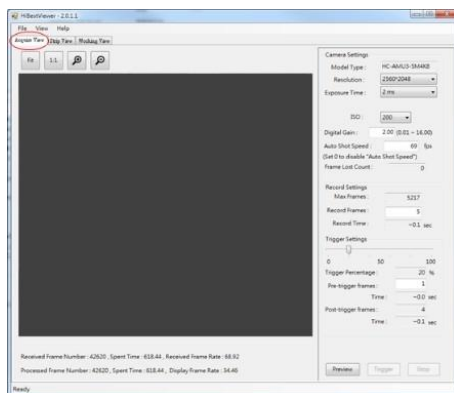 HiBestViewer - 2.0.1.1
File View Help
Acquire View Play View Working View
Fit 1:1
Camera Settings
Model Type :
Resolution : 2560*2048
Exposure Time : 2 ms
ISO : 200
Digital Gain : 2.00 (0.01 ~ 16.00)
Auto Shot Speed : 69 fps
(Set 0 to disable "Auto Shot Speed")
Frame Lost Count : 0
Record Settings
Max Frames : 5217
Record Frames : 5
Record Time : ~0.1 sec
Trigger Settings
0 50 100
Trigger Percentage : 20 %
Pre-trigger frames : 1
Time : ~0.0 sec
Post-trigger frames : 4
Time : ~0.1 sec
Received Frame Number : 42620 , Spent Time : 618.44 , Received Frame Rate : 68.92
Processed Frame Number : 42620 , Spent Time : 618.44 , Display Frame Rate : 34.46
Preview Trigger Stop
Ready